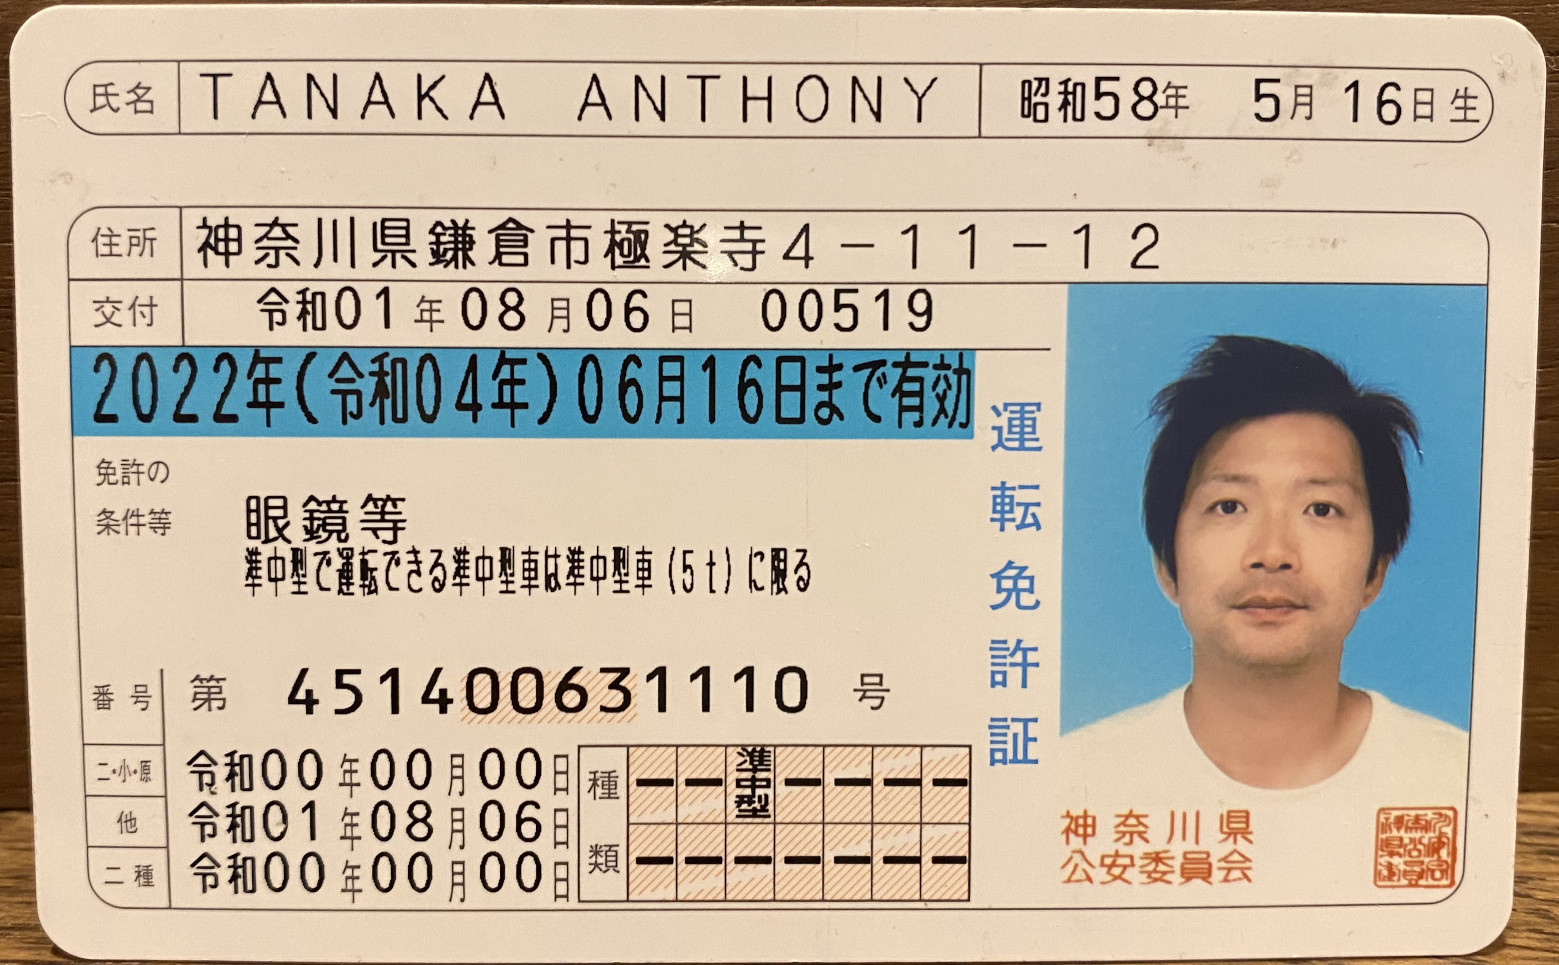 氏名 TANAKA ANTHONY 昭和58年 5月16日生
住所 神奈川県鎌倉市極楽寺4-11-12
交付 令和01年08月06日 00519
2022年(令和04年)06月16日まで有効
運転免許証
免許の
条件等
眼鏡等
準中型で運転できる準中型車は準中型車(5t)に限る
番号 第 451400631110 号
二・小・原 令和00年00月00日
他 令和01年08月06日
二種 令和00年00月00日
種類
準中型
神奈川県
公安委員会